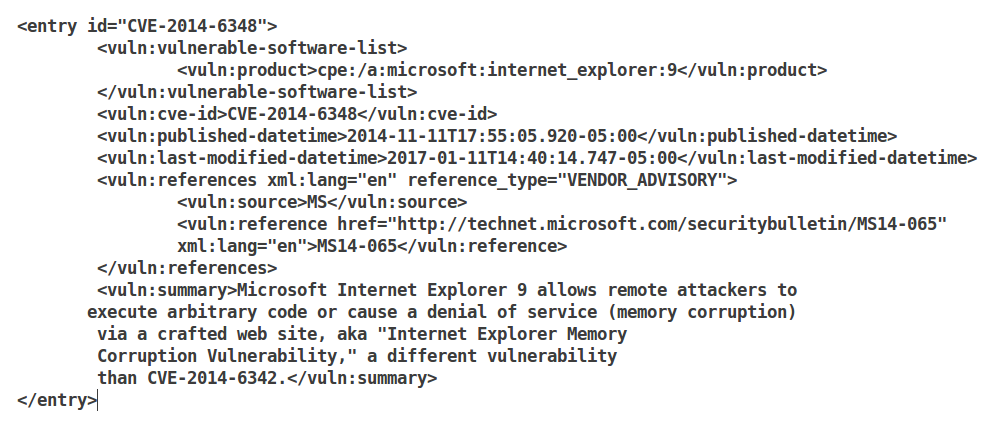 <entry id="CVE-2014-6348">
<vuln:vulnerable-software-list>
<vuln:product>cpe:/a:microsoft:internet_explorer:9</vuln:product>
</vuln:vulnerable-software-list>
<vuln:cve-id>CVE-2014-6348</vuln:cve-id>
<vuln:published-datetime>2014-11-11T17:55:05.920-05:00</vuln:published-datetime>
<vuln:last-modified-datetime>2017-01-11T14:40:14.747-05:00</vuln:last-modified-datetime>
<vuln:references xml:lang="en" reference_type="VENDOR_ADVISORY">
<vuln:source>MS</vuln:source>
<vuln:reference href="http://technet.microsoft.com/securitybulletin/MS14-065"
xml:lang="en">MS14-065</vuln:reference>
</vuln:references>
<vuln:summary>Microsoft Internet Explorer 9 allows remote attackers to
execute arbitrary code or cause a denial of service (memory corruption)
via a crafted web site, aka "Internet Explorer Memory
Corruption Vulnerability," a different vulnerability
than CVE-2014-6342.</vuln:summary>
</entry>